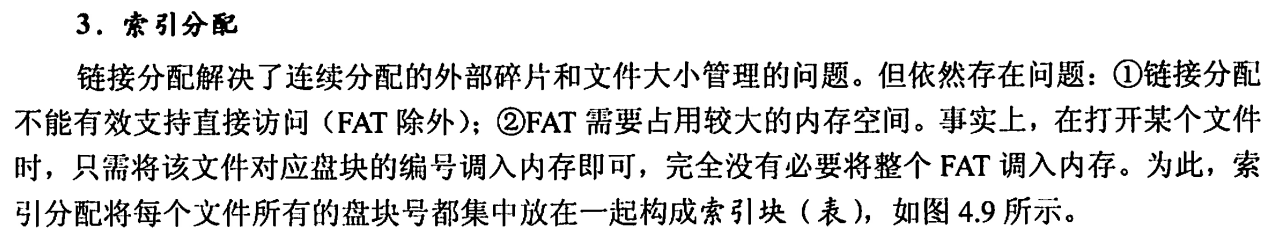 3．索引分配
链接分配解决了连续分配的外部碎片和文件大小管理的问题。但依然存在问题：①链接分配
不能有效支持直接访问（FAT 除外）；②FAT 需要占用较大的内存空间。事实上，在打开某个文件
时，只需将该文件对应盘块的编号调入内存即可，完全没有必要将整个 FAT 调入内存。为此，索
引分配将每个文件所有的盘块号都集中放在一起构成索引块（表），如图 4.9 所示。